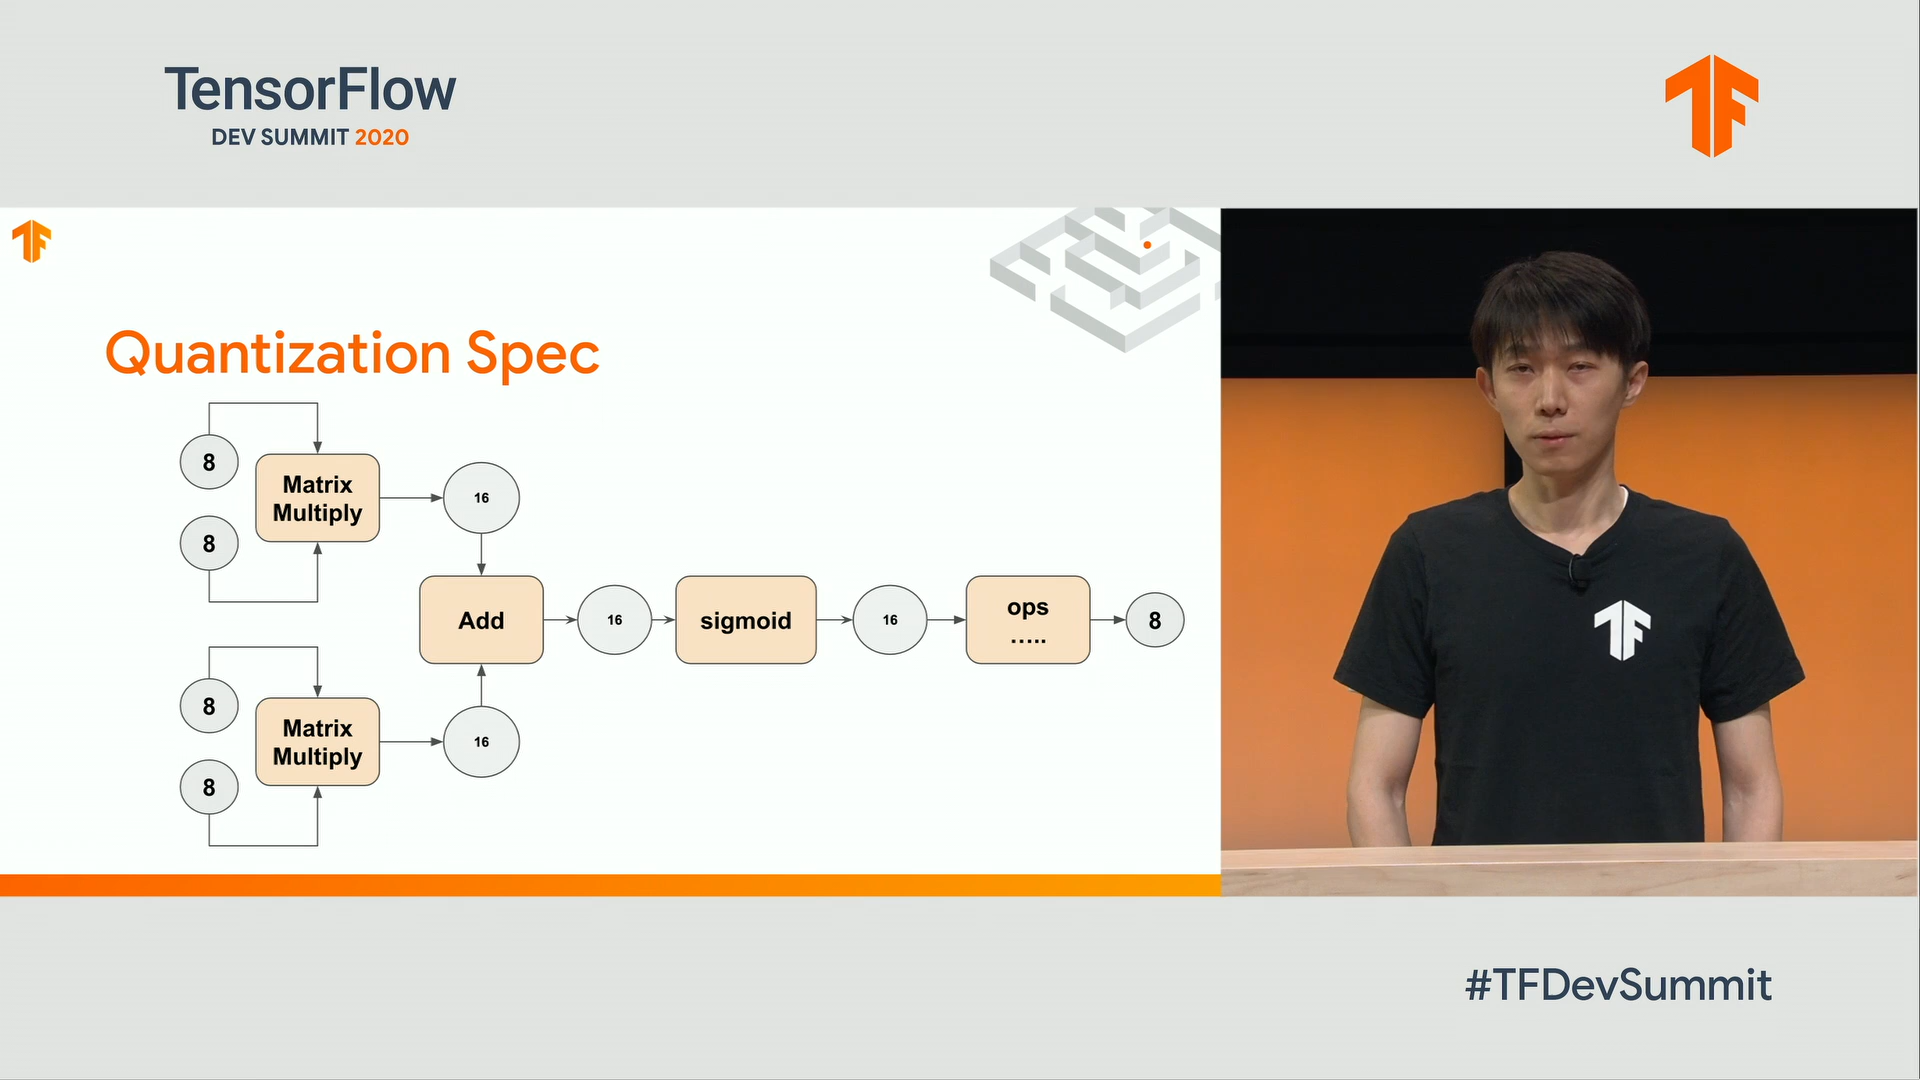 TensorFlow
DEV SUMMIT 2020
Quantization Spec
8
8
Matrix
Multiply
16
Add
16
sigmoid
16
ops
.....
8
8
8
Matrix
Multiply
16
#TFDevSummit